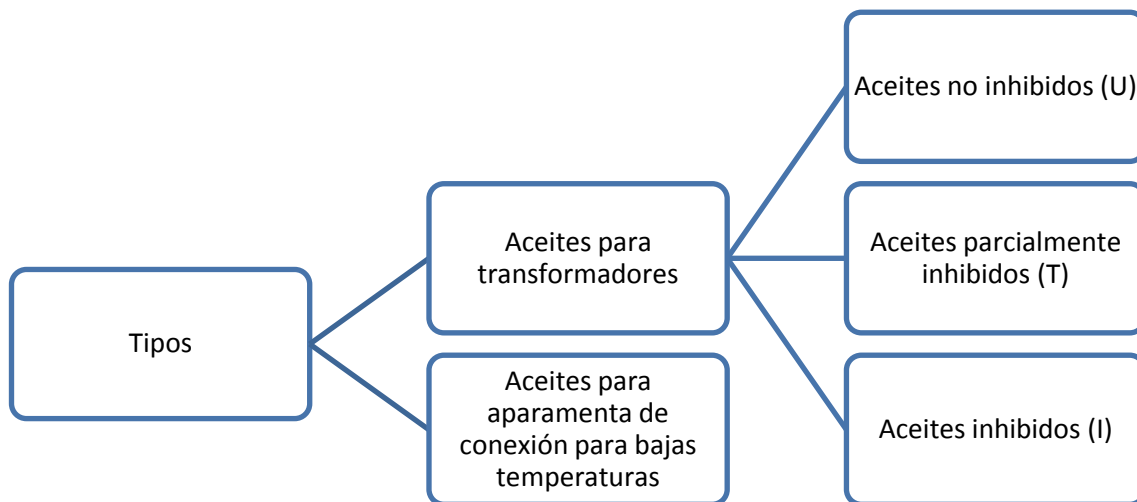 Tipos
Aceites para
transformadores
Aceites para
aparamenta de
conexión para bajas
temperaturas
Aceites no inhibidos (U)
Aceites parcialmente
inhibidos (T)
Aceites inhibidos (I)